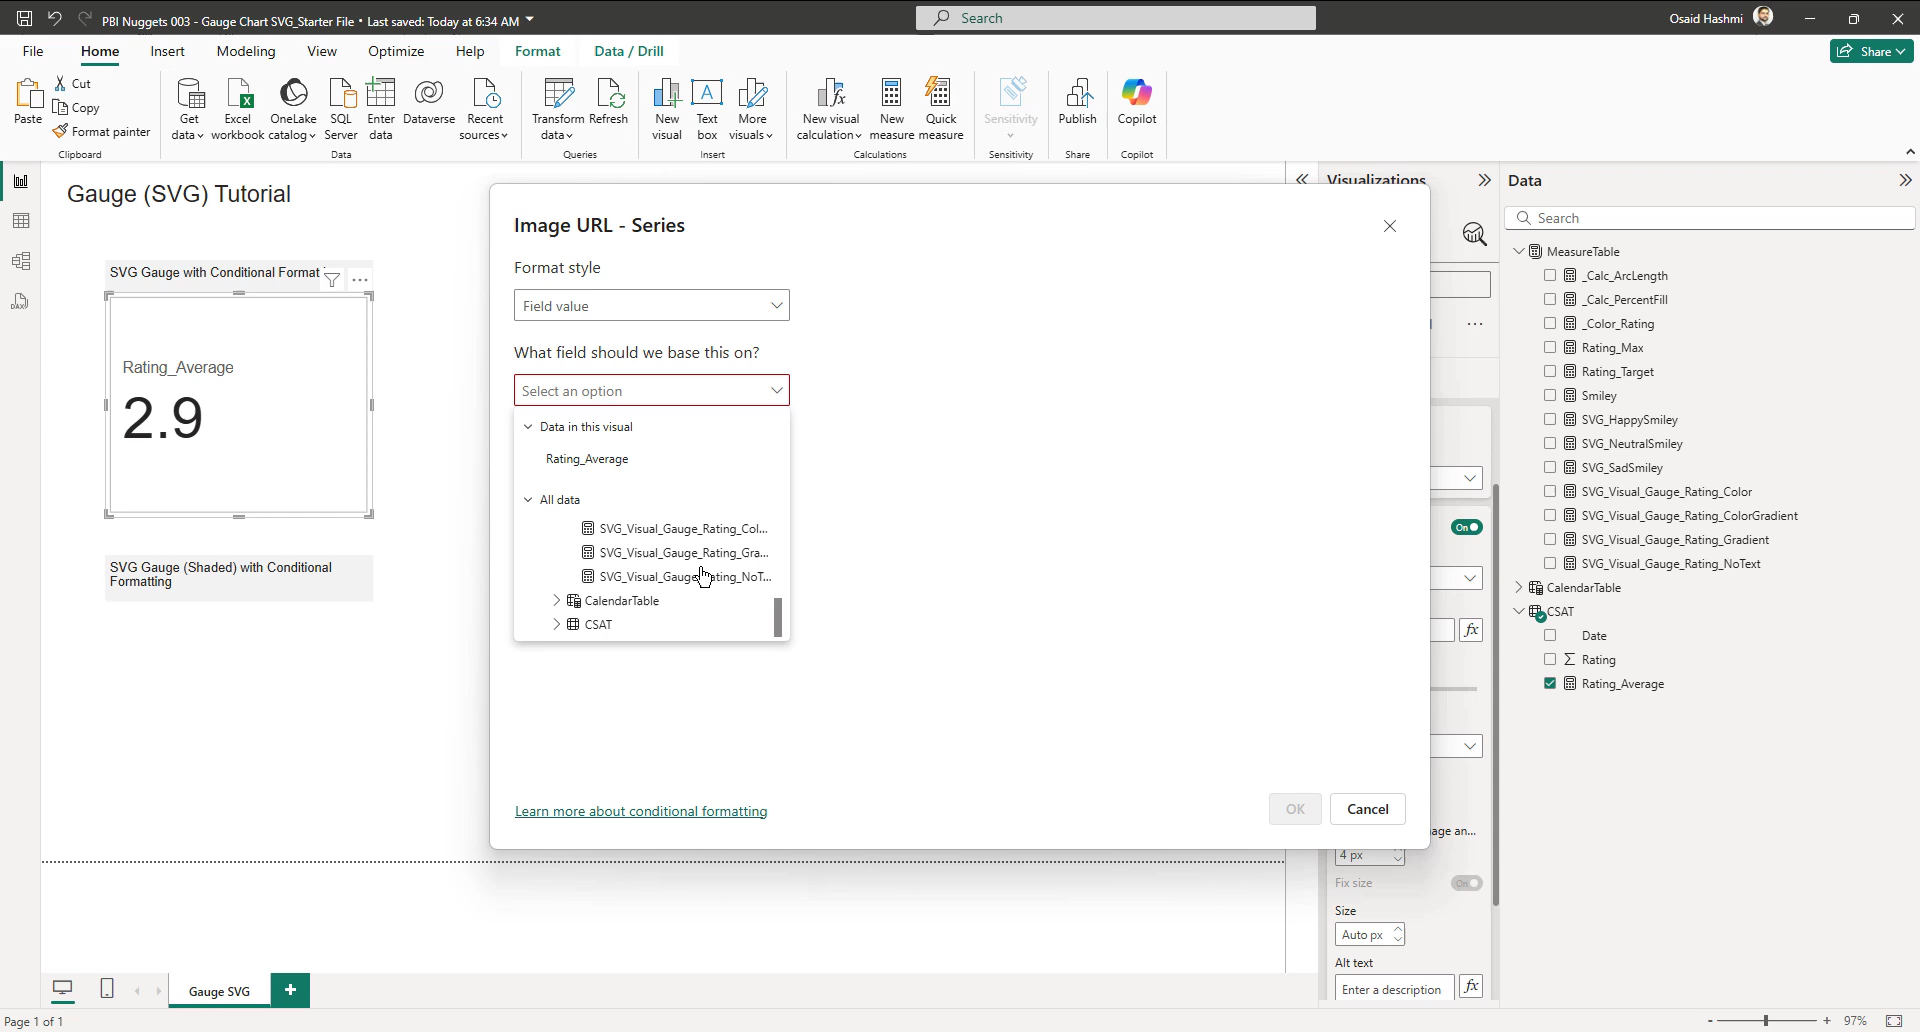 PBI Nuggets 003 - Gauge Chart SVG_Starter File • Last saved: Today at 6:34 AM
Search
Osaid Hashmi
File
Home
Insert
Modeling
View
Optimize
Help
Format
Data / Drill
Share
Paste
Cut
Copy
Format painter
Clipboard
Get data
Excel workbook
OneLake catalog
SQL Server
Enter data
Dataverse
Recent sources
Data
Transform data
Refresh
Queries
New visual
Text box
More visuals
Insert
New visual calculation
New measure
Quick measure
Calculations
Sensitivity
Sensitivity
Publish
Share
Copilot
Copilot
Gauge (SVG) Tutorial
SVG Gauge with Conditional Format
Rating_Average
2.9
SVG Gauge (Shaded) with Conditional
Formatting
Image URL - Series
Format style
Field value
What field should we base this on?
Select an option
Data in this visual
Rating_Average
All data
SVG_Visual_Gauge_Rating_Col...
SVG_Visual_Gauge_Rating_Gra...
SVG_Visual_Gauge_Rating_NoT...
CalendarTable
CSAT
Learn more about conditional formatting
OK
Cancel
Visualizations
On
fx
age an...
4 px
Fix size
On
Size
Auto px
Alt text
Enter a description
fx
Data
Search
MeasureTable
_Calc_ArcLength
_Calc_PercentFill
_Color_Rating
Rating_Max
Rating_Target
Smiley
SVG_HappySmiley
SVG_NeutralSmiley
SVG_SadSmiley
SVG_Visual_Gauge_Rating_Color
SVG_Visual_Gauge_Rating_ColorGradient
SVG_Visual_Gauge_Rating_Gradient
SVG_Visual_Gauge_Rating_NoText
CalendarTable
CSAT
Date
Rating
Rating_Average
DAX
Gauge SVG
Page 1 of 1
- + 97%